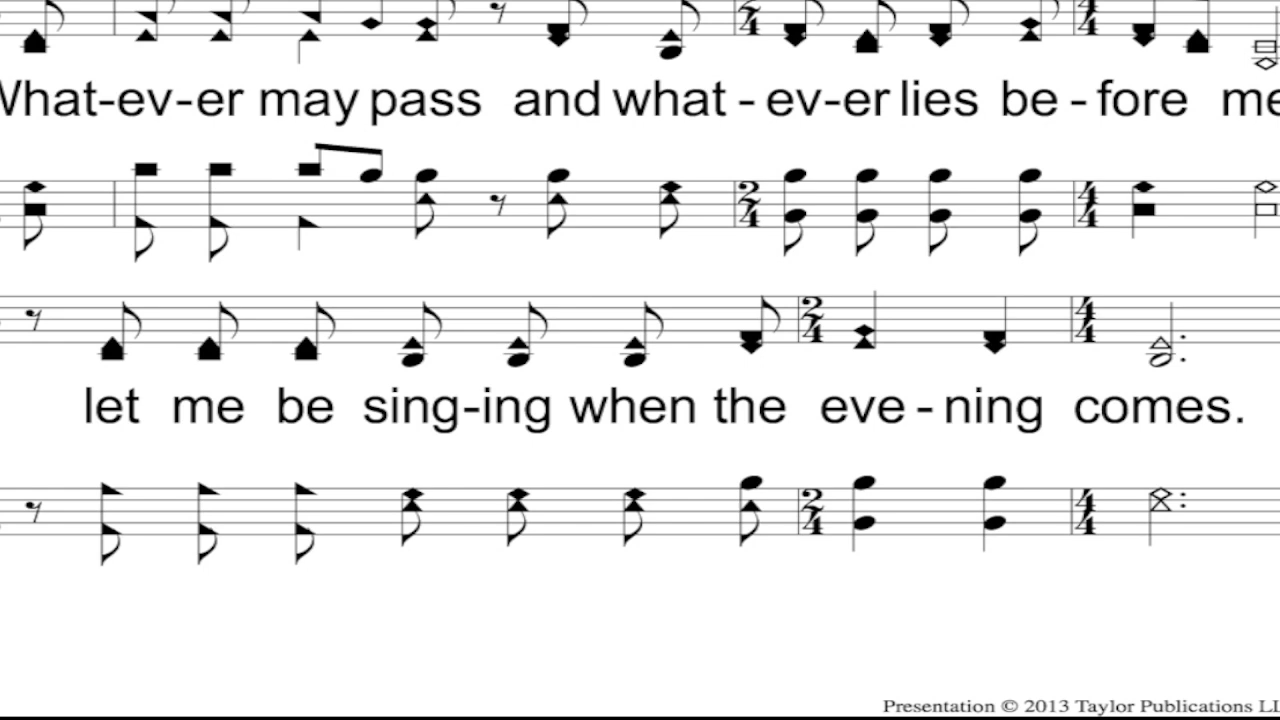 What-ev-er may pass and what - ev-er lies be - fore me
let me be sing-ing when the eve - ning comes.
Presentation © 2013 Taylor Publications LL